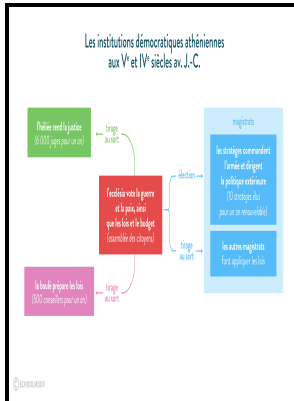 Les institutions démocratiques athéniennes
aux Vᵉ et IVᵉ siècles av. J.-C.
l'héliée rend la justice
(6 000 juges pour un an)
tirage
au sort
magistrats
les stratèges commandent
l'armée et dirigent
la politique extérieure
(10 stratèges élus
pour un an renouvelable)
élection
l'ecclésia vote la guerre
et la paix, ainsi
que les lois et le budget
(assemblée des citoyens)
tirage
au sort
les autres magistrats
font appliquer les lois
la boulè prépare les lois
(500 conseillers pour un an)
tirage
au sort
© SCHOOLMOUV